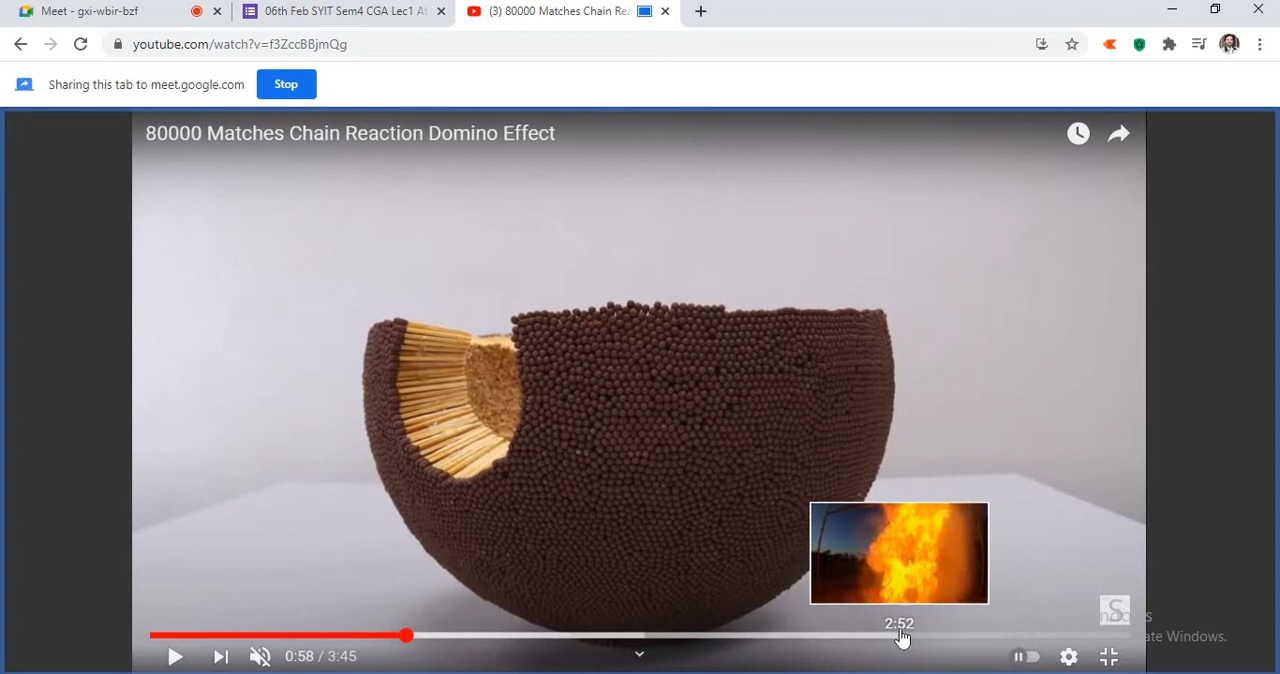 Meet - gxi-wbir-bzf
06th Feb SYIT Sem4 CGA Lec1 At
(3) 80000 Matches Chain Rea
youtube.com/watch?v=f3ZccBBjmQg
Sharing this tab to meet.google.com
Stop
80000 Matches Chain Reaction Domino Effect
2:52
S
ate Windows.
0:58 / 3:45